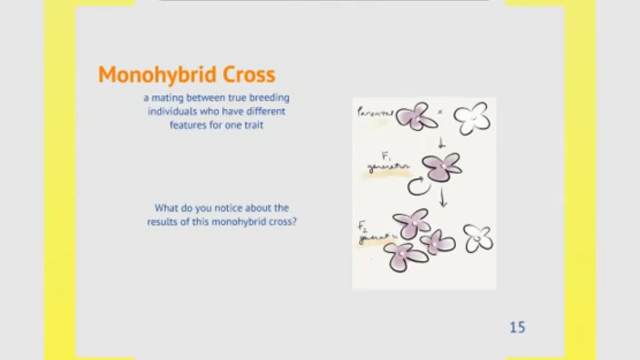 Monohybrid Cross
a mating between true breeding
individuals who have different
features for one trait
What do you notice about the
results of this monohybrid cross?
Parental x
F1
generation
F2
generation
15